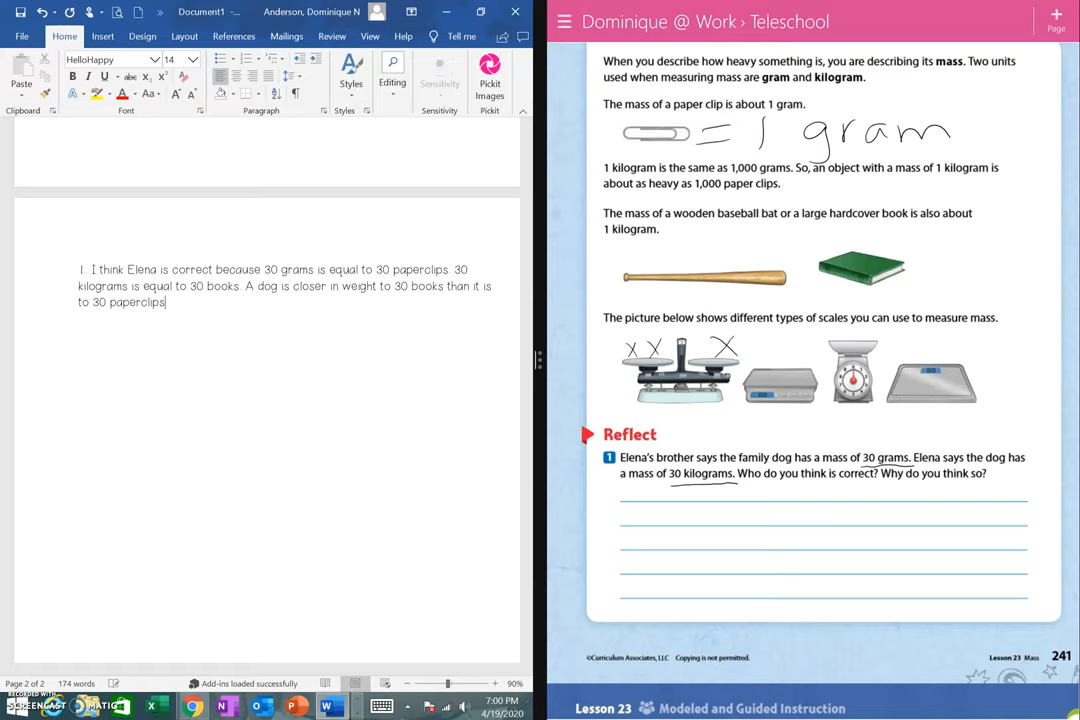 Document1 -...
Anderson, Dominique N
File Home Insert Design Layout References Mailings Review View Help Tell me
HelloHappy 14
Paste
B I U abc x₂ x²
A A Aa A A
Styles
Editing
Sensitivity
Pickit Images
Clipboard Font Paragraph Styles Sensitivity Pickit
1. I think Elena is correct because 30 grams is equal to 30 paperclips. 30
kilograms is equal to 30 books. A dog is closer in weight to 30 books than it is
to 30 paperclips
Page 2 of 2 174 words Add-ins loaded successfully 90%
RECORDED WITH
SCREENCAST MATIC
7:00 PM
4/19/2020
Dominique @ Work › Teleschool
Page
When you describe how heavy something is, you are describing its mass. Two units
used when measuring mass are gram and kilogram.
The mass of a paper clip is about 1 gram.
= 1 gram
1 kilogram is the same as 1,000 grams. So, an object with a mass of 1 kilogram is
about as heavy as 1,000 paper clips.
The mass of a wooden baseball bat or a large hardcover book is also about
1 kilogram.
The picture below shows different types of scales you can use to measure mass.
X X X
Reflect
1 Elena's brother says the family dog has a mass of 30 grams. Elena says the dog has
a mass of 30 kilograms. Who do you think is correct? Why do you think so?
©Curriculum Associates, LLC Copying is not permitted.
Lesson 23 Mass 241
Lesson 23 Modeled and Guided Instruction